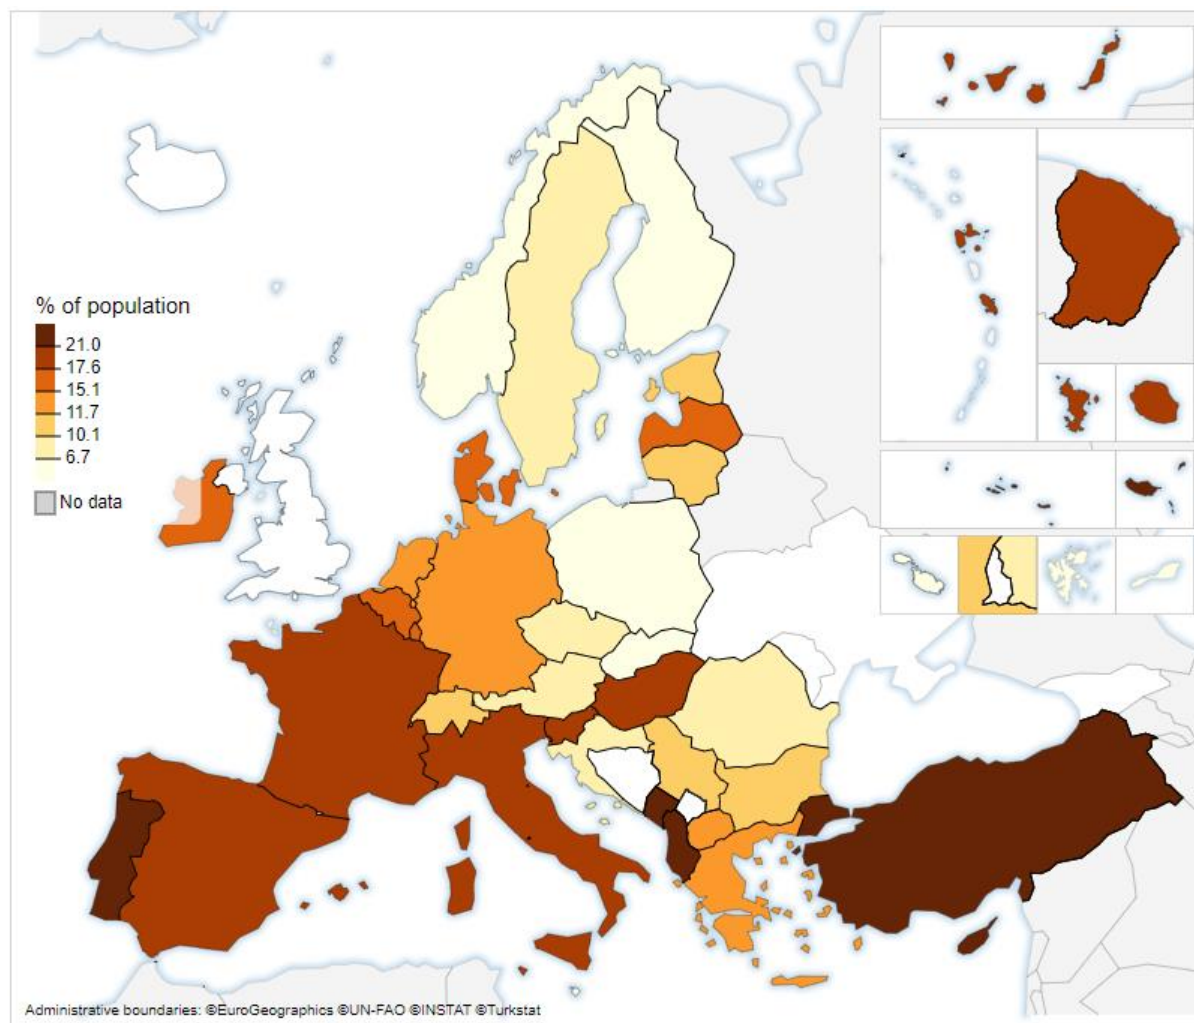 % of population
21.0
17.6
15.1
11.7
10.1
6.7
No data
Administrative boundaries: ©EuroGeographics ©UN-FAO ©INSTAT ©Turkstat